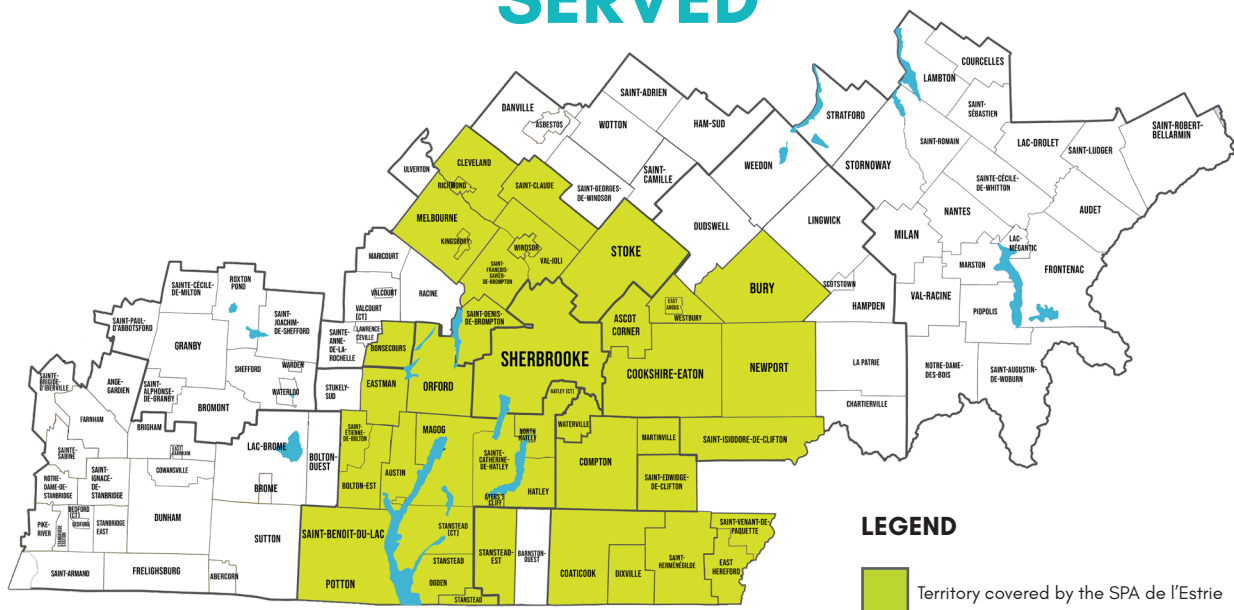 SERVED
COURCELLES
LAMBTON
SAINT-ADRIEN
SAINT-
SÉBASTIEN
DANVILLE
STRATFORD
ASBESTOS
WOTTON
HAM-SUD
SAINT-ROBERT-
BELLARMIN
SAINT-ROMAIN
LAC-DROLET
SAINT-LUDGER
ULVERTON
CLEVELAND
WEEDON
STORNOWAY
SAINT-
CAMILLE
RICHMOND
SAINT-CLAUDE
SAINT-GEORGES-
DE-WINDSOR
SAINTE-CÉCILE-
DE-WHITTON
MELBOURNE
DUDSWELL
LINGWICK
NANTES
AUDET
KINGSBURY
WINDSOR
STOKE
MILAN
LAC-
MÉGANTIC
MARICOURT
SAINT-
FRANÇOIS-
XAVIER-
DE-BROMPTON
VAL-JOLI
MARSTON
FRONTENAC
ROXTON
POND
SAINTE-CÉCILE-
DE-MILTON
VALCOURT
RACINE
BURY
SCOTSTOWN
HAMPDEN
VAL-RACINE
VALCOURT
(CT)
EAST
ANGUS
WESTBURY
PIOPOLIS
SAINT-PAUL-
D'ABBOTSFORD
SAINT-
JOACHIM-
DE-SHEFFORD
SAINT-DENIS-
DE-BROMPTON
ASCOT
CORNER
LAWRENCE-
CEVILLE
SAINTE-
ANNE-
DE-LA-
ROCHELLE
BONSECOURS
GRANBY
SHERBROOKE
LA PATRIE
NOTRE-DAME-
DES-BOIS
SAINT-AUGUSTIN-
DE-WOBURN
SHEFFORD
WARDEN
COOKSHIRE-EATON
NEWPORT
SAINTE-
BRIGIDE-
D'IBERVILLE
ANGE-
GARDIEN
SAINT-
ALPHONSE-
DE-GRANBY
WATERLOO
STUKELY-
SUD
EASTMAN
ORFORD
HATLEY (CT)
CHARTIERVILLE
BROMONT
FARNHAM
BRIGHAM
SAINT-
ÉTIENNE-
DE-BOLTON
MAGOG
NORTH
HATLEY
WATERVILLE
MARTINVILLE
SAINT-ISIODORE-DE-CLIFTON
LAC-BROME
EAST
FARNHAM
SAINTE-
SABINE
BOLTON-
OUEST
SAINTE-
CATHERINE-
DE-HATLEY
COMPTON
COWANSVILLE
SAINT-
IGNACE-
DE-
STANBRIDGE
AUSTIN
SAINT-EDWIDGE-
DE-CLIFTON
NOTRE-
DAME-DE-
STANBRIDGE
BROME
BOLTON-EST
HATLEY
AYER'S
CLIFF
BEDFORD
(CT)
BEDFORD
DUNHAM
PIKE-
RIVER
STANBRIDGE
STATION
STANBRIDGE
EAST
SUTTON
SAINT-BENOIT-DU-LAC
STANSTEAD
(CT)
SAINT-VENANT-DE-
PAQUETTE
LEGEND
STANSTEAD-
EST
BARNSTON-
OUEST
STANSTEAD
SAINT-
HERMÉNÉGILDE
EAST
HEREFORD
SAINT-ARMAND
FRELIGHSBURG
ABERCORN
POTTON
OGDEN
COATICOOK
DIXVILLE
STANSTEAD
Territory covered by the SPA de l'Estrie